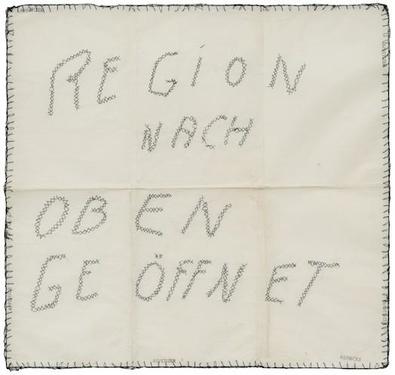 REGION
NACH
OBEN
GEÖFFNET